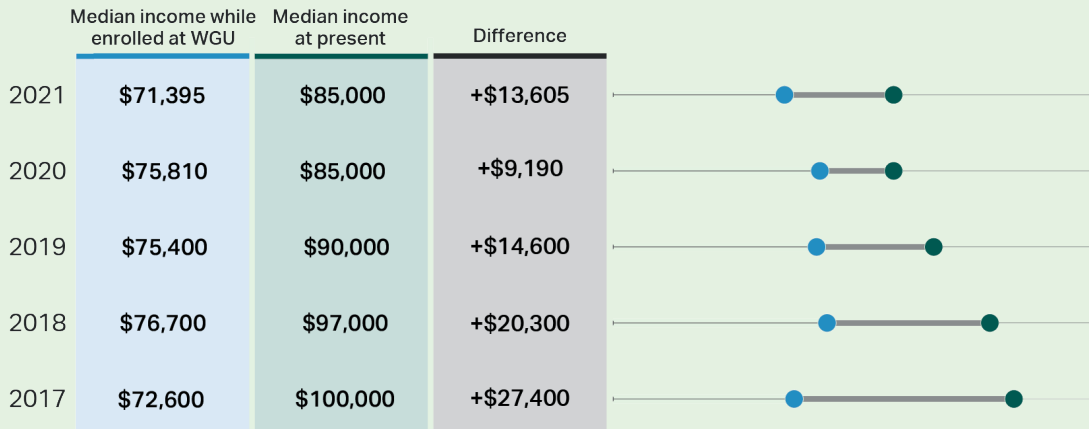 Median income while
enrolled at WGU
Median income
at present
Difference
2021 $71,395 $85,000 +$13,605
2020 $75,810 $85,000 +$9,190
2019 $75,400 $90,000 +$14,600
2018 $76,700 $97,000 +$20,300
2017 $72,600 $100,000 +$27,400